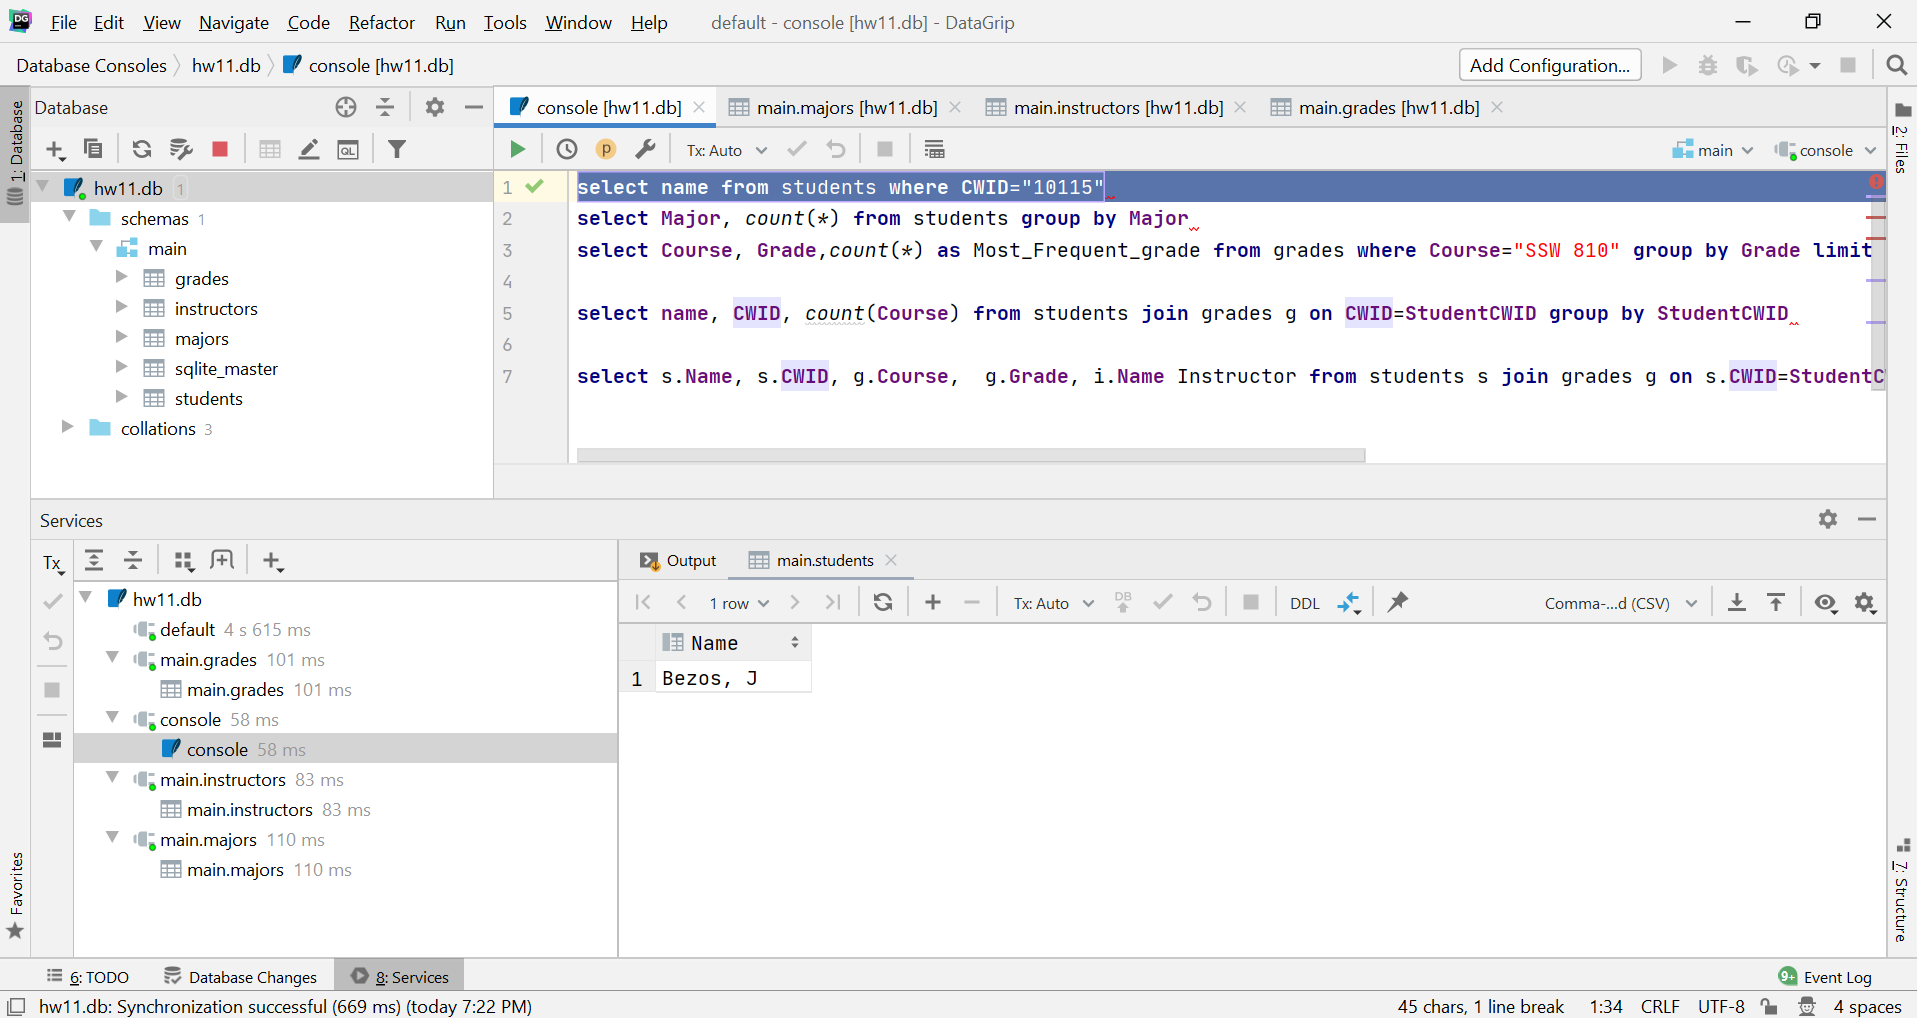 DG File Edit View Navigate Code Refactor Run Tools Window Help default - console [hw11.db] - DataGrip
Database Consoles hw11.db console [hw11.db] Add Configuration...
1: Database
Database
console [hw11.db] main.majors [hw11.db] main.instructors [hw11.db] main.grades [hw11.db]
2: Files
QL
p Tx: Auto main console
hw11.db 1
schemas 1
main
grades
instructors
majors
sqlite_master
students
collations 3
1 select name from students where CWID="10115"
2 select Major, count(*) from students group by Major
3 select Course, Grade,count(*) as Most_Frequent_grade from grades where Course="SSW 810" group by Grade limit
4
5 select name, CWID, count(Course) from students join grades g on CWID=StudentCWID group by StudentCWID
6
7 select s.Name, s.CWID, g.Course, g.Grade, i.Name Instructor from students s join grades g on s.CWID=StudentC
Services
Tx
hw11.db
default 4 s 615 ms
main.grades 101 ms
main.grades 101 ms
console 58 ms
console 58 ms
main.instructors 83 ms
main.instructors 83 ms
main.majors 110 ms
main.majors 110 ms
Output main.students
1 row Tx: Auto DB DDL Comma-...d (CSV)
Name
1 Bezos, J
Favorites
7: Structure
6: TODO Database Changes 8: Services 9+ Event Log
hw11.db: Synchronization successful (669 ms) (today 7:22 PM) 45 chars, 1 line break 1:34 CRLF UTF-8 4 spaces